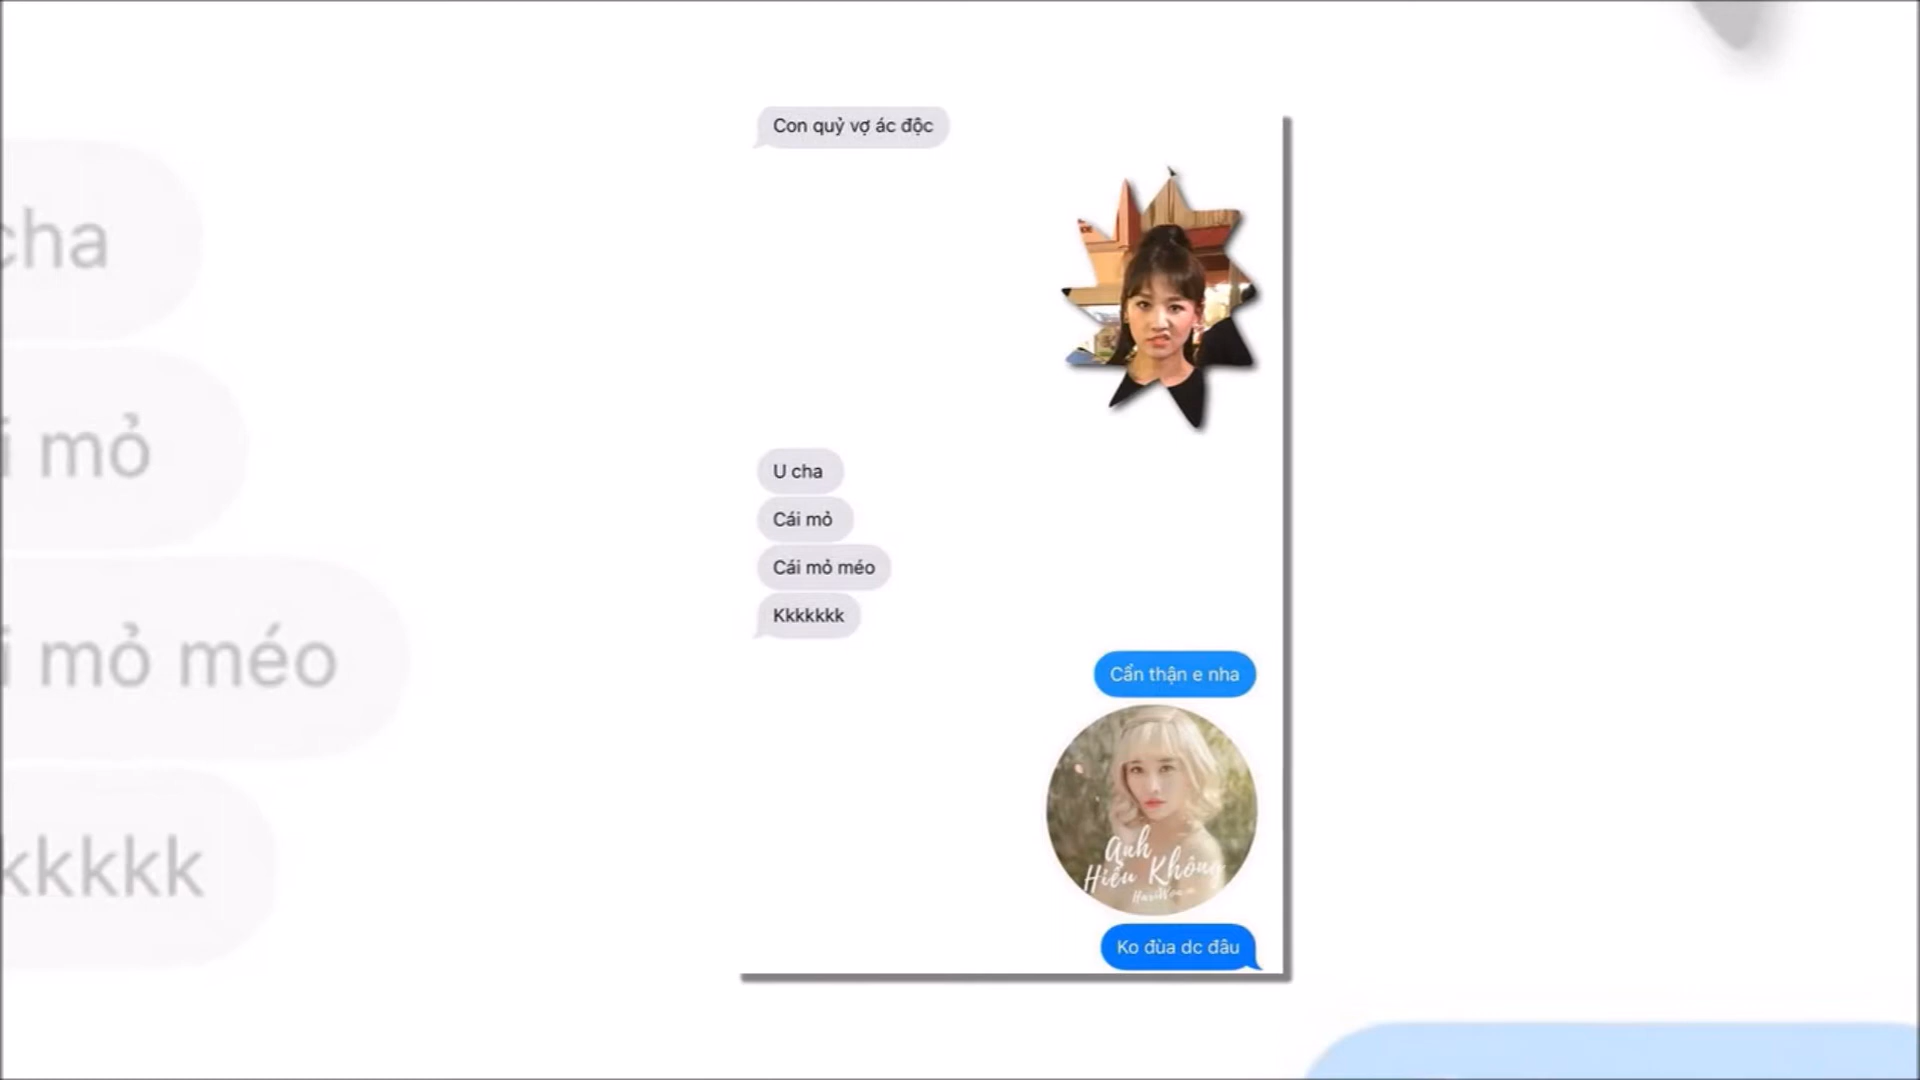 Con quỷ vợ ác độc
U cha
Cái mỏ
Cái mỏ méo
Kkkkkkk
Cẩn thận e nha
Anh
Hiểu Không
HariWon
Ko đùa dc đâu
cha
i mỏ
i mỏ méo
kkkkk